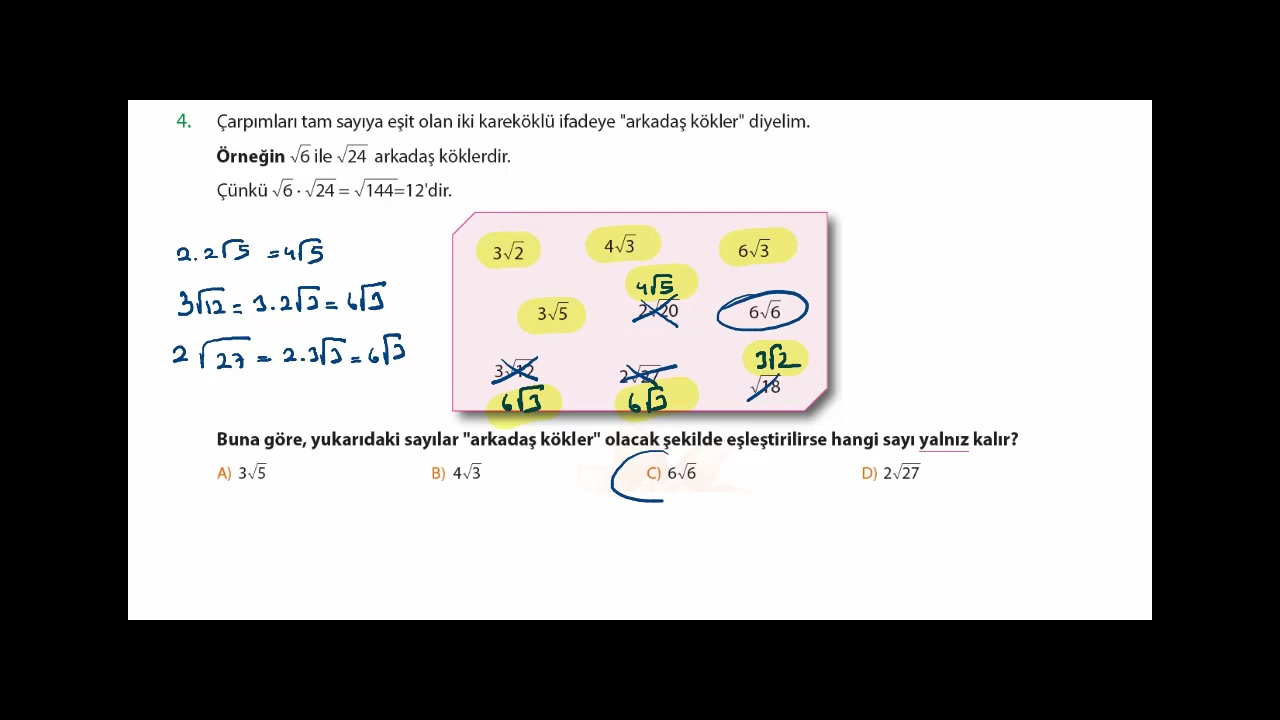 4. Çarpımları tam sayıya eşit olan iki kareköklü ifadeye "arkadaş kökler" diyelim.
Örneğin √6 ile √24 arkadaş köklerdir.
Çünkü √6 · √24 = √144=12'dir.
2.2√5 = 4√5
3√12 = 3.2√3 = 6√3
2√27 = 2.3√3 = 6√3
3√2 4√3 6√3
4√5
3√5 2√20 6√6
3√2
3√12 2√27 √18
6√3 6√3
Buna göre, yukarıdaki sayılar "arkadaş kökler" olacak şekilde eşleştirilirse hangi sayı yalnız kalır?
A) 3√5 B) 4√3 C) 6√6 D) 2√27